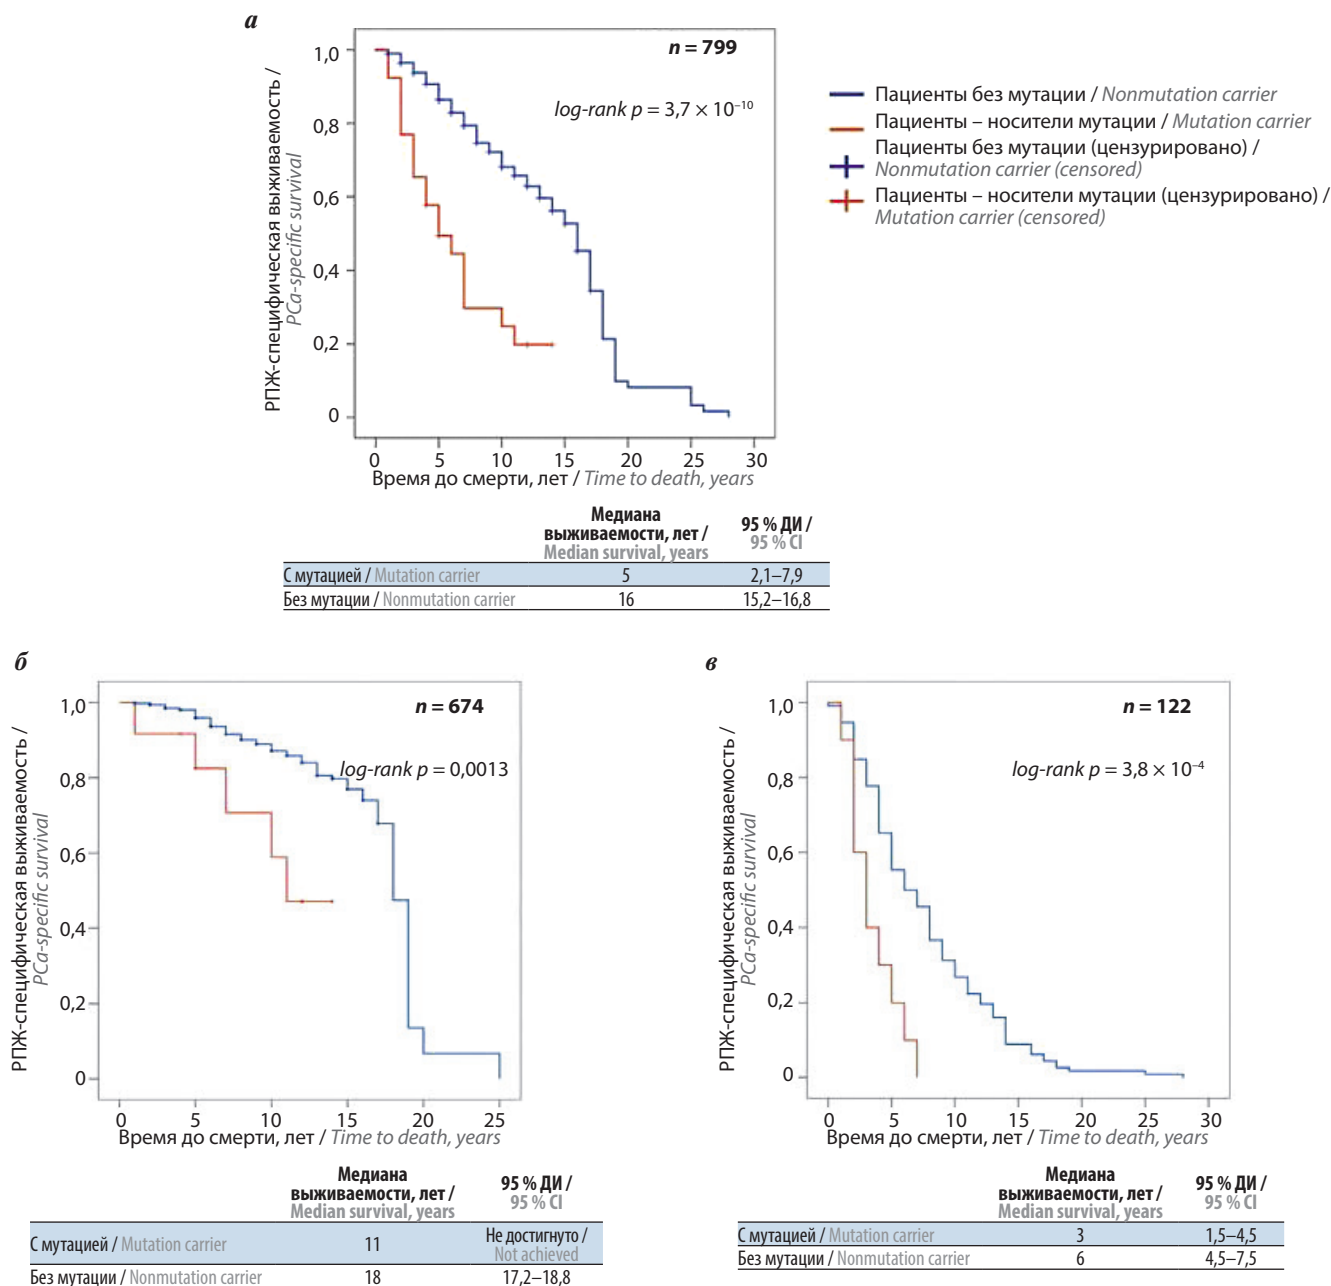 а
n = 799
log-rank p = 3,7 × 10⁻¹⁰
РПЖ-специфическая выживаемость /
PCa-specific survival
1,0
0,8
0,6
0,4
0,2
0
0 5 10 15 20 25 30
Время до смерти, лет / Time to death, years
Пациенты без мутации / Nonmutation carrier
Пациенты – носители мутации / Mutation carrier
Пациенты без мутации (цензурировано) /
Nonmutation carrier (censored)
Пациенты – носители мутации (цензурировано) /
Mutation carrier (censored)
Медиана
выживаемости, лет /
Median survival, years
95 % ДИ /
95 % CI
С мутацией / Mutation carrier 5 2,1–7,9
Без мутации / Nonmutation carrier 16 15,2–16,8
б
n = 674
log-rank p = 0,0013
РПЖ-специфическая выживаемость /
PCa-specific survival
1,0
0,8
0,6
0,4
0,2
0
0 5 10 15 20 25
Время до смерти, лет / Time to death, years
Медиана
выживаемости, лет /
Median survival, years
95 % ДИ /
95 % CI
С мутацией / Mutation carrier 11 Не достигнуто /
Not achieved
Без мутации / Nonmutation carrier 18 17,2–18,8
в
n = 122
log-rank p = 3,8 × 10⁻⁴
РПЖ-специфическая выживаемость /
PCa-specific survival
1,0
0,8
0,6
0,4
0,2
0
0 5 10 15 20 25 30
Время до смерти, лет / Time to death, years
Медиана
выживаемости, лет /
Median survival, years
95 % ДИ /
95 % CI
С мутацией / Mutation carrier 3 1,5–4,5
Без мутации / Nonmutation carrier 6 4,5–7,5